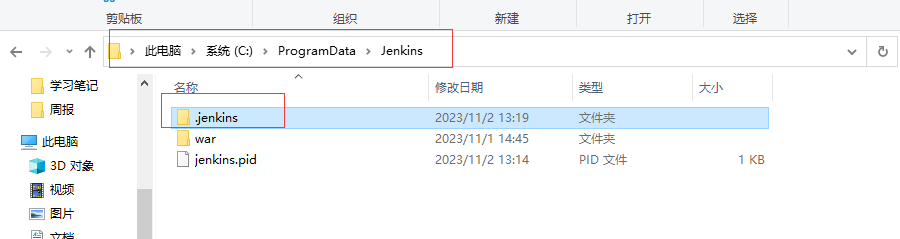 剪贴板 组织 新建 打开 选择
此电脑 系统 (C:) ProgramData Jenkins
学习笔记
周报
此电脑
3D 对象
视频
图片
名称 修改日期 类型 大小
.jenkins 2023/11/2 13:19 文件夹
war 2023/11/1 14:45 文件夹
jenkins.pid 2023/11/2 13:14 PID 文件 1 KB